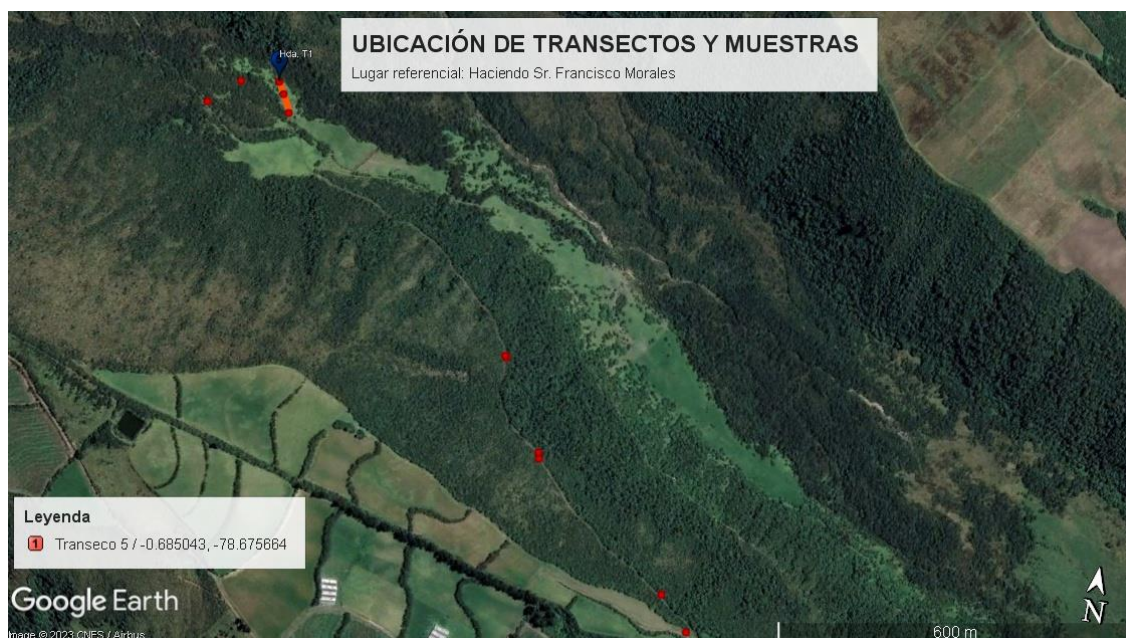 UBICACIÓN DE TRANSECTOS Y MUESTRAS
Lugar referencial: Haciendo Sr. Francisco Morales
Hda. T1
Leyenda
1 Transeco 5 / -0.685043, -78.675664
Google Earth
Image © 2023 CNES / Airbus
600 m
N